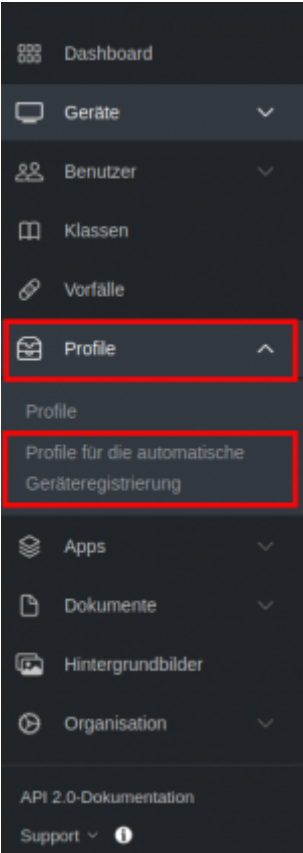 Dashboard
Geräte
Benutzer
Klassen
Vorfälle
Profile
Profile
Profile für die automatische
Geräteregistrierung
Apps
Dokumente
Hintergrundbilder
Organisation
API 2.0-Dokumentation
Support